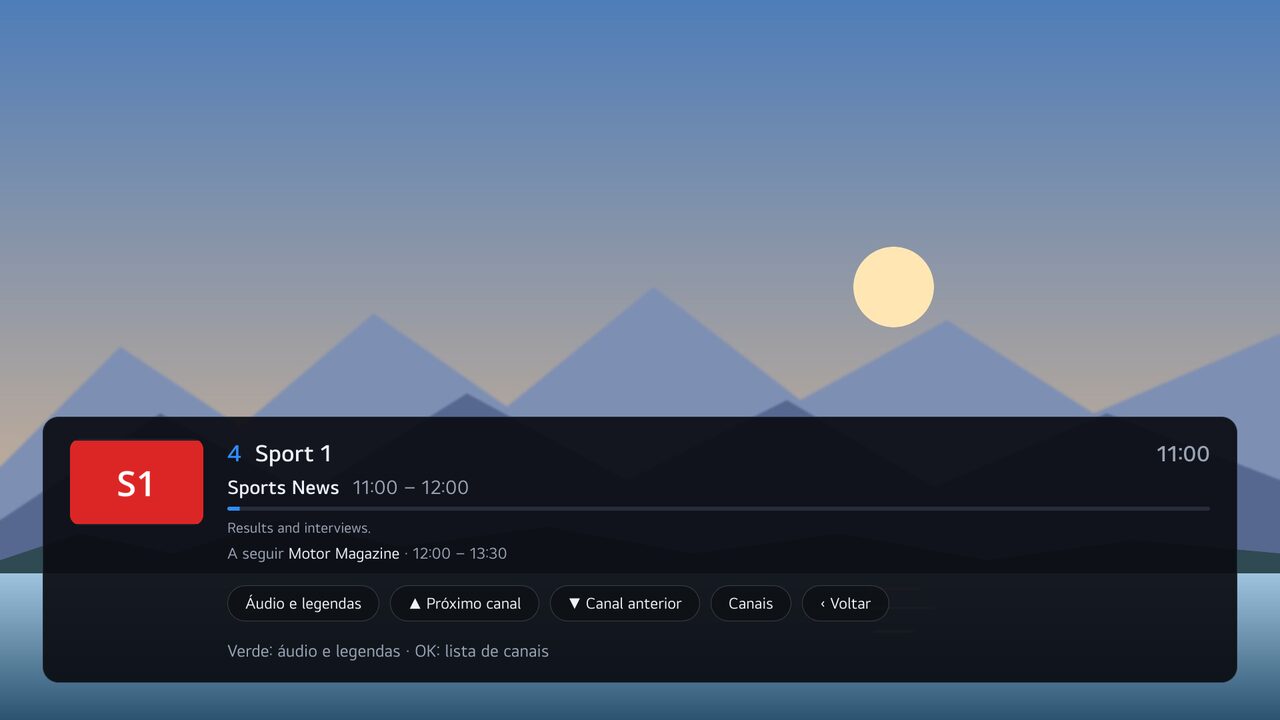 S1
4 Sport 1 11:00
Sports News 11:00 – 12:00
Results and interviews.
A seguir Motor Magazine · 12:00 – 13:30
Áudio e legendas ▲ Próximo canal ▼ Canal anterior Canais ‹ Voltar
Verde: áudio e legendas · OK: lista de canais